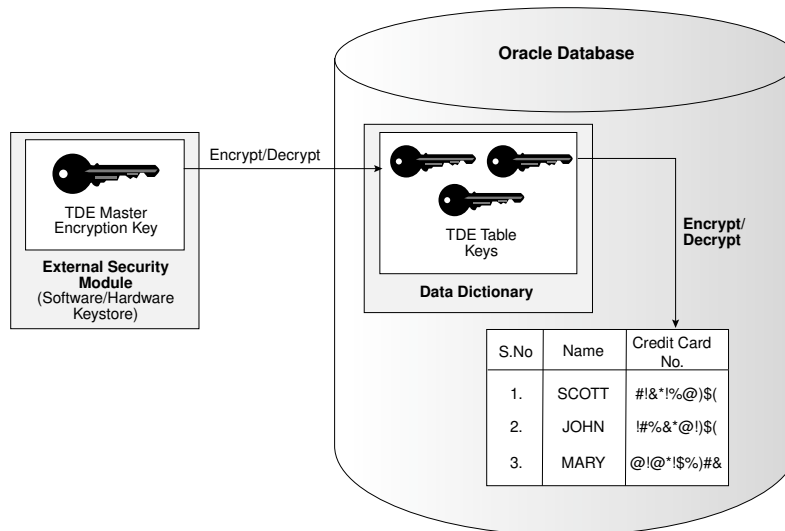 Oracle Database
Encrypt/Decrypt
TDE Master
Encryption Key
External Security
Module
(Software/Hardware
Keystore)
TDE Table
Keys
Data Dictionary
Encrypt/
Decrypt
S.No Name Credit Card
No.
1. SCOTT #!&*!%@)$(
2. JOHN !#%&*@!)$(
3. MARY @!@*!$%)#&